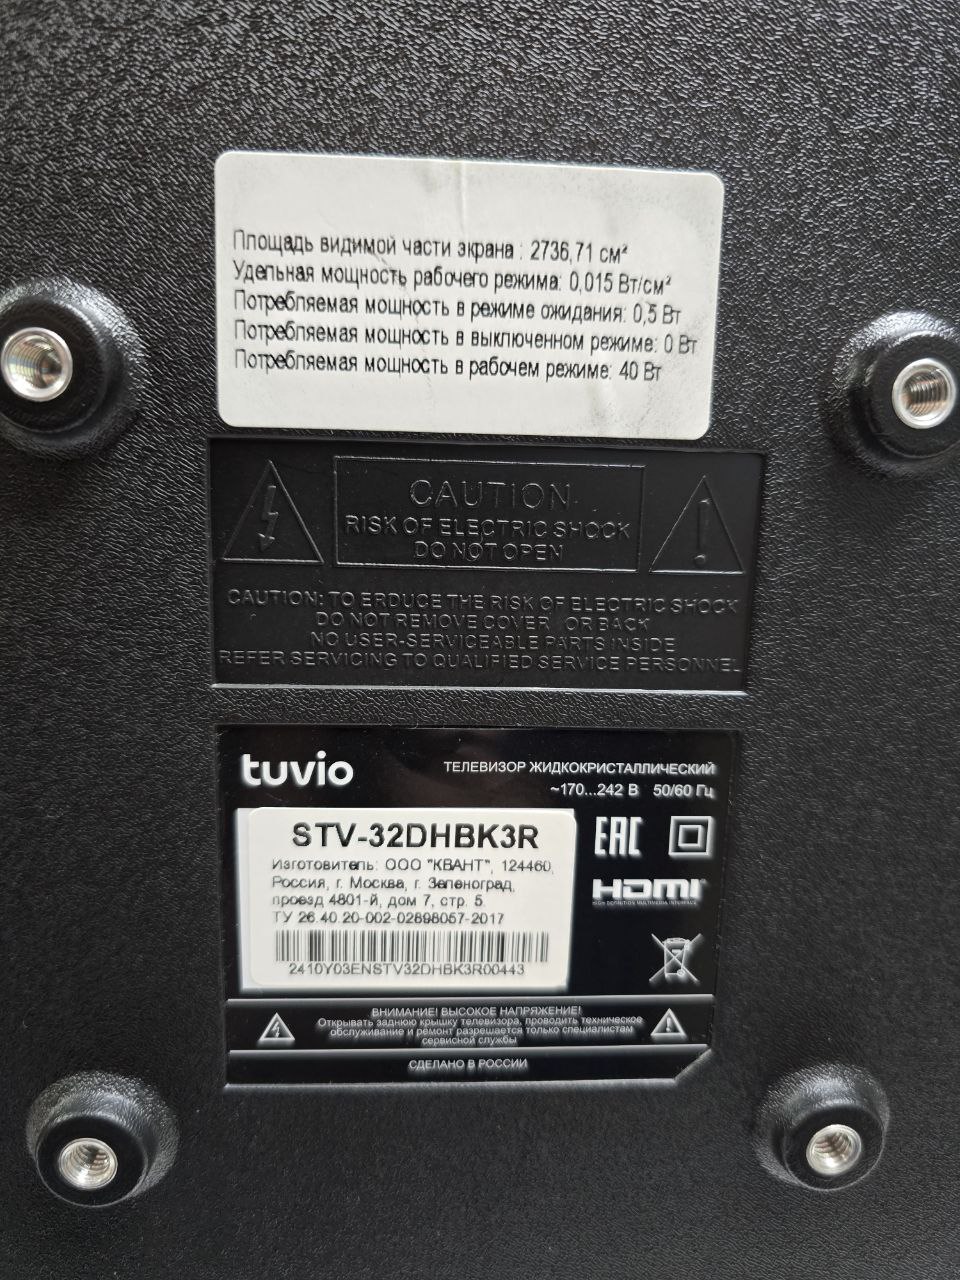 Площадь видимой части экрана : 2736,71 см²
Удельная мощность рабочего режима: 0,015 Вт/см²
Потребляемая мощность в режиме ожидания: 0,5 Вт
Потребляемая мощность в выключенном режиме: 0 Вт
Потребляемая мощность в рабочем режиме: 40 Вт
CAUTION
RISK OF ELECTRIC SHOCK
DO NOT OPEN
CAUTION: TO ERDUCE THE RISK OF ELECTRIC SHOCK
DO NOT REMOVE COVER OR BACK
NO USER-SERVICEABLE PARTS INSIDE
REFER SERVICING TO QUALIFIED SERVICE PERSONNEL
tuvio
ТЕЛЕВИЗОР ЖИДКОКРИСТАЛЛИЧЕСКИЙ
~170...242 В 50/60 Гц
STV-32DHBK3R
Изготовитель: ООО "КВАНТ", 124460,
Россия, г. Москва, г. Зеленоград,
проезд 4801-й, дом 7, стр. 5
ТУ 26.40.20-002-02898057-2017
2410Y03ENSTV32DHBK3R00443
EAC
HDMI
HIGH DEFINITION MULTIMEDIA INTERFACE
ВНИМАНИЕ! ВЫСОКОЕ НАПРЯЖЕНИЕ!
Открывать заднюю крышку телевизора, проводить техническое
обслуживание и ремонт разрешается только специалистам
сервисной службы
СДЕЛАНО В РОССИИ